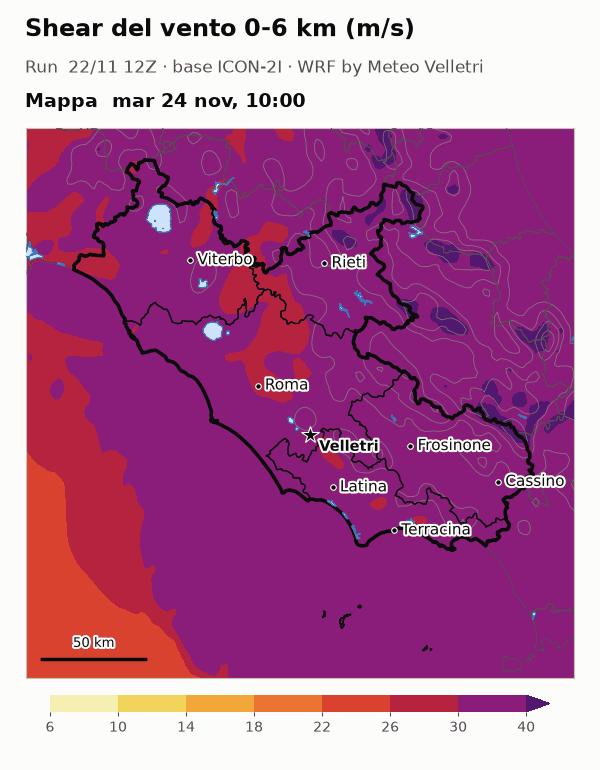 Shear del vento 0-6 km (m/s)
Run  22/11 12Z · base ICON-2I · WRF by Meteo Velletri
Mappa  mar 24 nov, 10:00
Viterbo
Rieti
Roma
Velletri
Frosinone
Cassino
Latina
Terracina
50 km
6 10 14 18 22 26 30 40